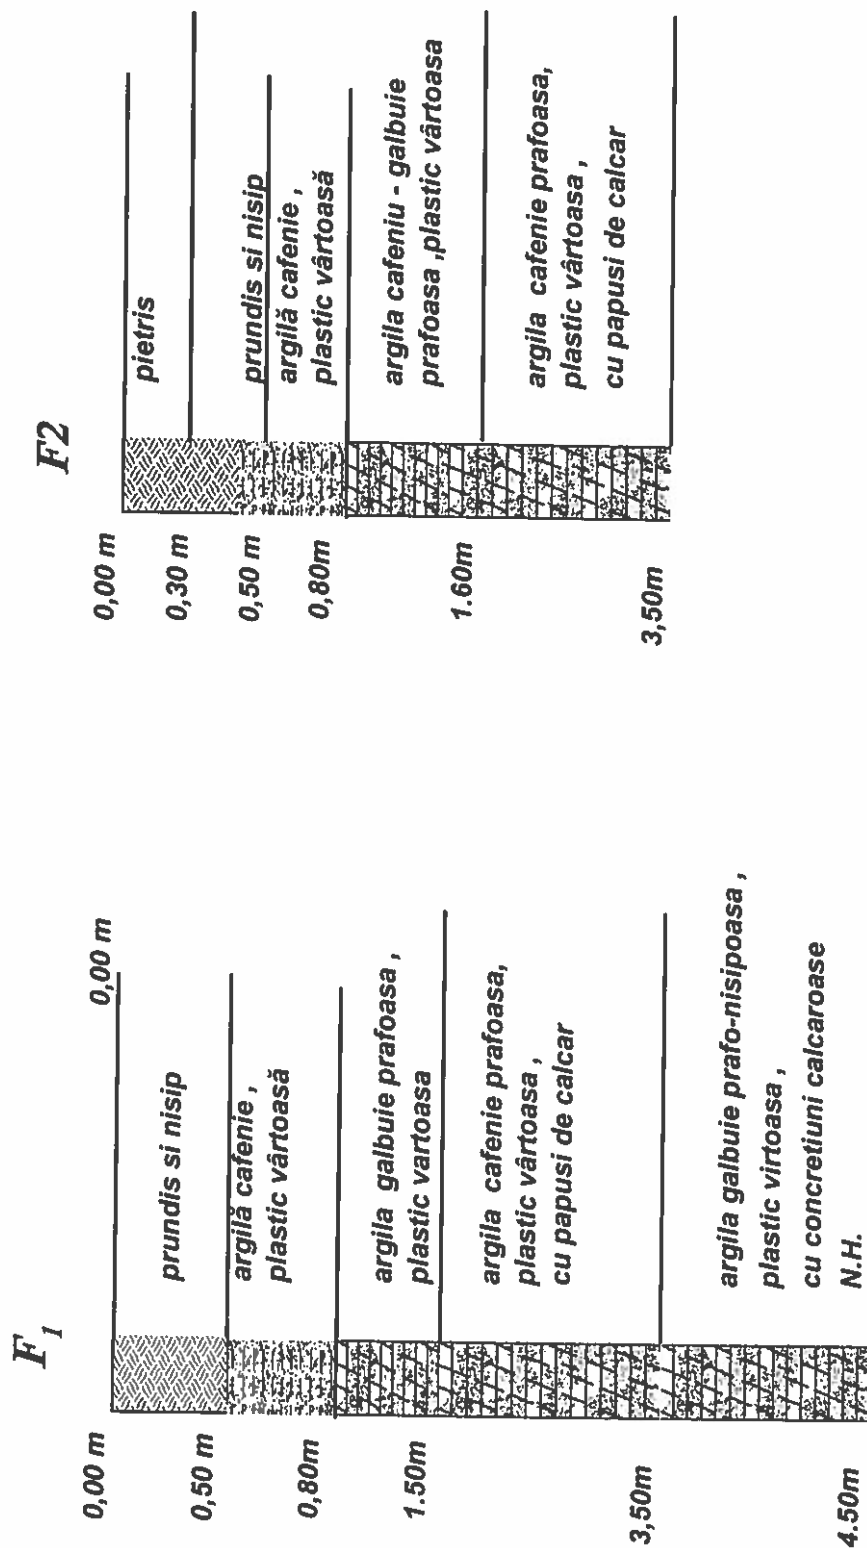 F1
0,00 m
0,00 m
prundis si nisip
0,50 m
argilă cafenie ,
plastic vârtoasă
0,80m
argila galbuie prafoasa ,
plastic vartoasa
1.50m
argila cafenie prafoasa,
plastic vârtoasa ,
cu papusi de calcar
3,50m
argila galbuie prafo-nisipoasa ,
plastic virtoasa ,
cu concretiuni calcaroase
N.H.
4.50m
F2
0,00 m
pietris
0,30 m
prundis si nisip
0,50 m
argilă cafenie ,
plastic vârtoasă
0,80m
argila cafeniu - galbuie
prafoasa ,plastic vârtoasa
1.60m
argila cafenie prafoasa,
plastic vârtoasa ,
cu papusi de calcar
3,50m